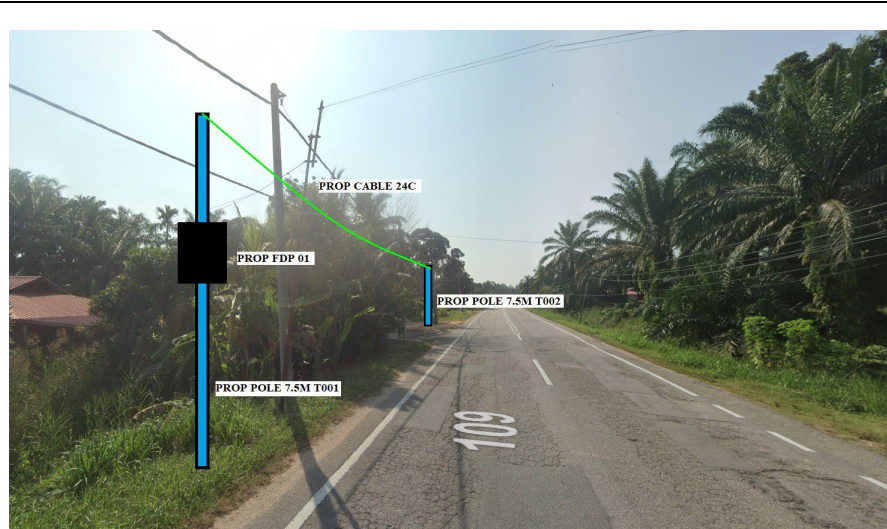 PROP CABLE 24C
PROP FDP 01
PROP POLE 7.5M T002
PROP POLE 7.5M T001
109